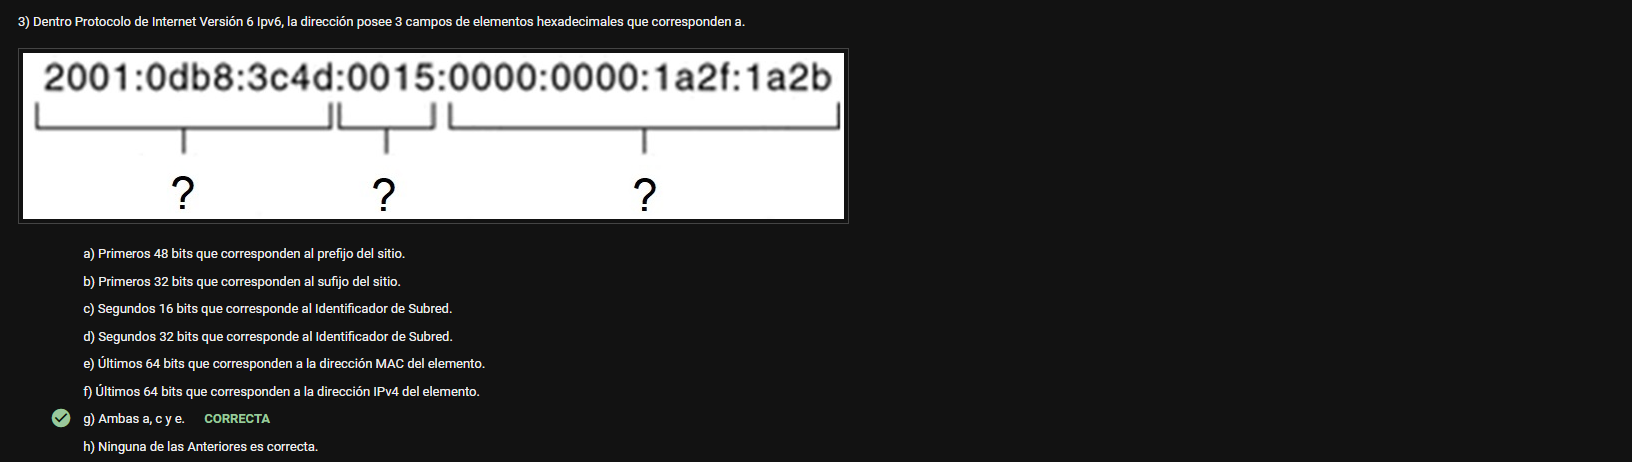 3) Dentro Protocolo de Internet Versión 6 Ipv6, la dirección posee 3 campos de elementos hexadecimales que corresponden a.
2001:0db8:3c4d:0015:0000:0000:1a2f:1a2b
? ? ?
a) Primeros 48 bits que corresponden al prefijo del sitio.
b) Primeros 32 bits que corresponden al sufijo del sitio.
c) Segundos 16 bits que corresponde al Identificador de Subred.
d) Segundos 32 bits que corresponde al Identificador de Subred.
e) Últimos 64 bits que corresponden a la dirección MAC del elemento.
f) Últimos 64 bits que corresponden a la dirección IPv4 del elemento.
g) Ambas a, c y e. CORRECTA
h) Ninguna de las Anteriores es correcta.